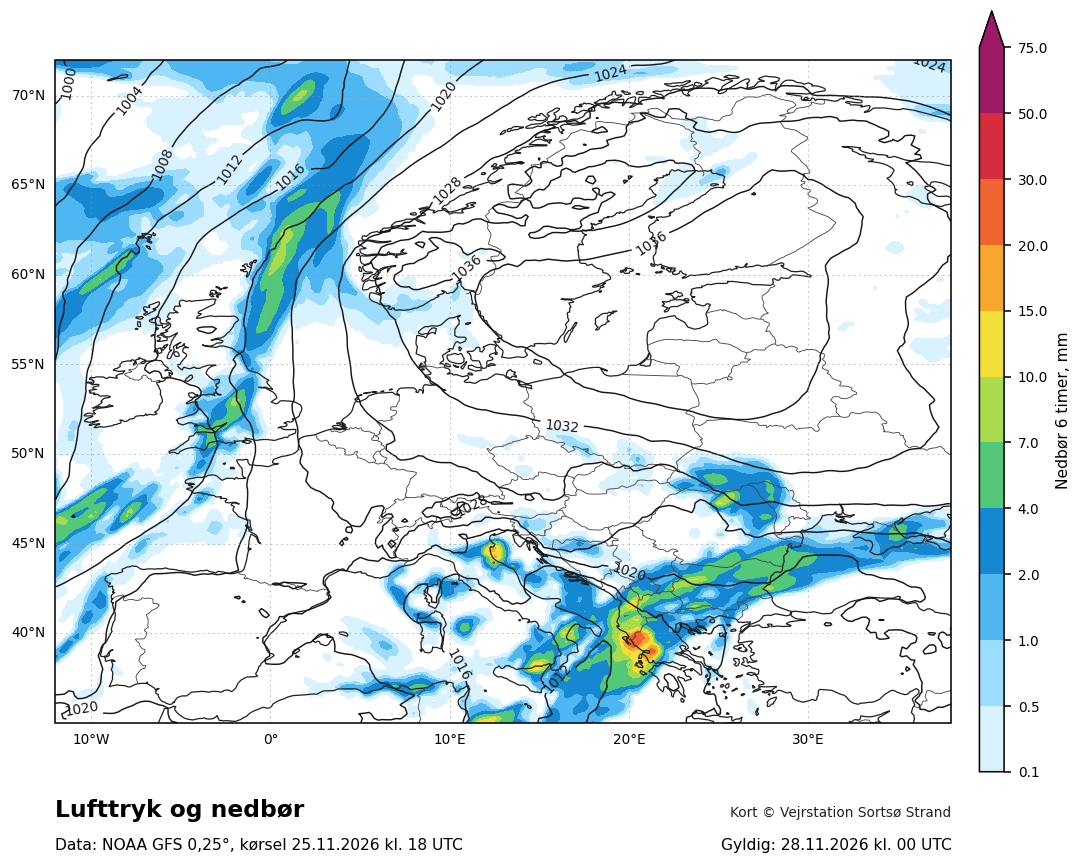 75.0
50.0
30.0
20.0
15.0
10.0
7.0
4.0
2.0
1.0
0.5
0.1
Nedbør 6 timer, mm
70°N
65°N
60°N
55°N
50°N
45°N
40°N
10°W
0°
10°E
20°E
30°E
1000
1004
1008
1012
1016
1020
1024
1024
1028
1036
1036
1032
1028
1020
1016
1012
1020
Lufttryk og nedbør
Kort © Vejrstation Sortsø Strand
Data: NOAA GFS 0,25°, kørsel 25.11.2026 kl. 18 UTC
Gyldig: 28.11.2026 kl. 00 UTC